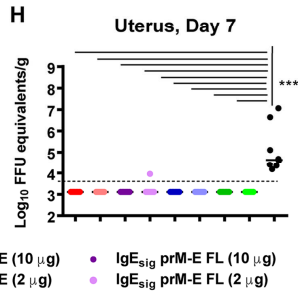 H
Uterus, Day 7
***
Log10 FFU equivalents/g
9
8
7
6
5
4
3
2
E (10 µg)
IgEsig prM-E FL (10 µg)
E (2 µg)
IgEsig prM-E FL (2 µg)